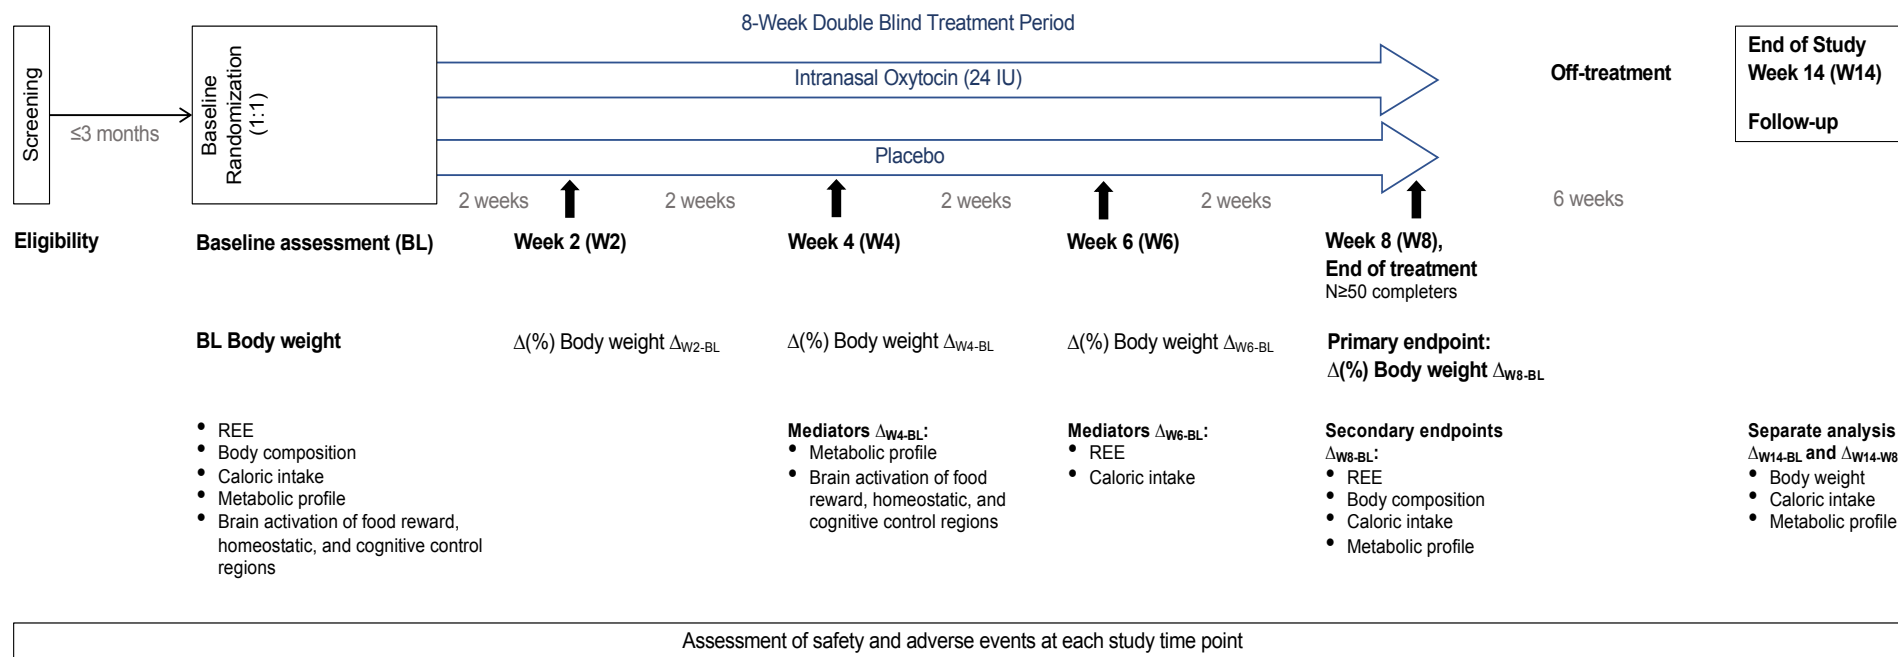 8-Week Double Blind Treatment Period
Screening
≤3 months
Baseline
Randomization
(1:1)
Intranasal Oxytocin (24 IU)
Placebo
Off-treatment
End of Study
Week 14 (W14)
Follow-up
2 weeks
2 weeks
2 weeks
2 weeks
6 weeks
Eligibility
Baseline assessment (BL)
Week 2 (W2)
Week 4 (W4)
Week 6 (W6)
Week 8 (W8),
End of treatment
N≥50 completers
BL Body weight
Δ(%) Body weight ΔW2-BL
Δ(%) Body weight ΔW4-BL
Δ(%) Body weight ΔW6-BL
Primary endpoint:
Δ(%) Body weight ΔW8-BL
• REE
• Body composition
• Caloric intake
• Metabolic profile
• Brain activation of food reward,
homeostatic, and cognitive control
regions
Mediators ΔW4-BL:
• Metabolic profile
• Brain activation of food
reward, homeostatic, and
cognitive control regions
Mediators ΔW6-BL:
• REE
• Caloric intake
Secondary endpoints
ΔW8-BL:
• REE
• Body composition
• Caloric intake
• Metabolic profile
Separate analysis
ΔW14-BL and ΔW14-W8
• Body weight
• Caloric intake
• Metabolic profile
Assessment of safety and adverse events at each study time point